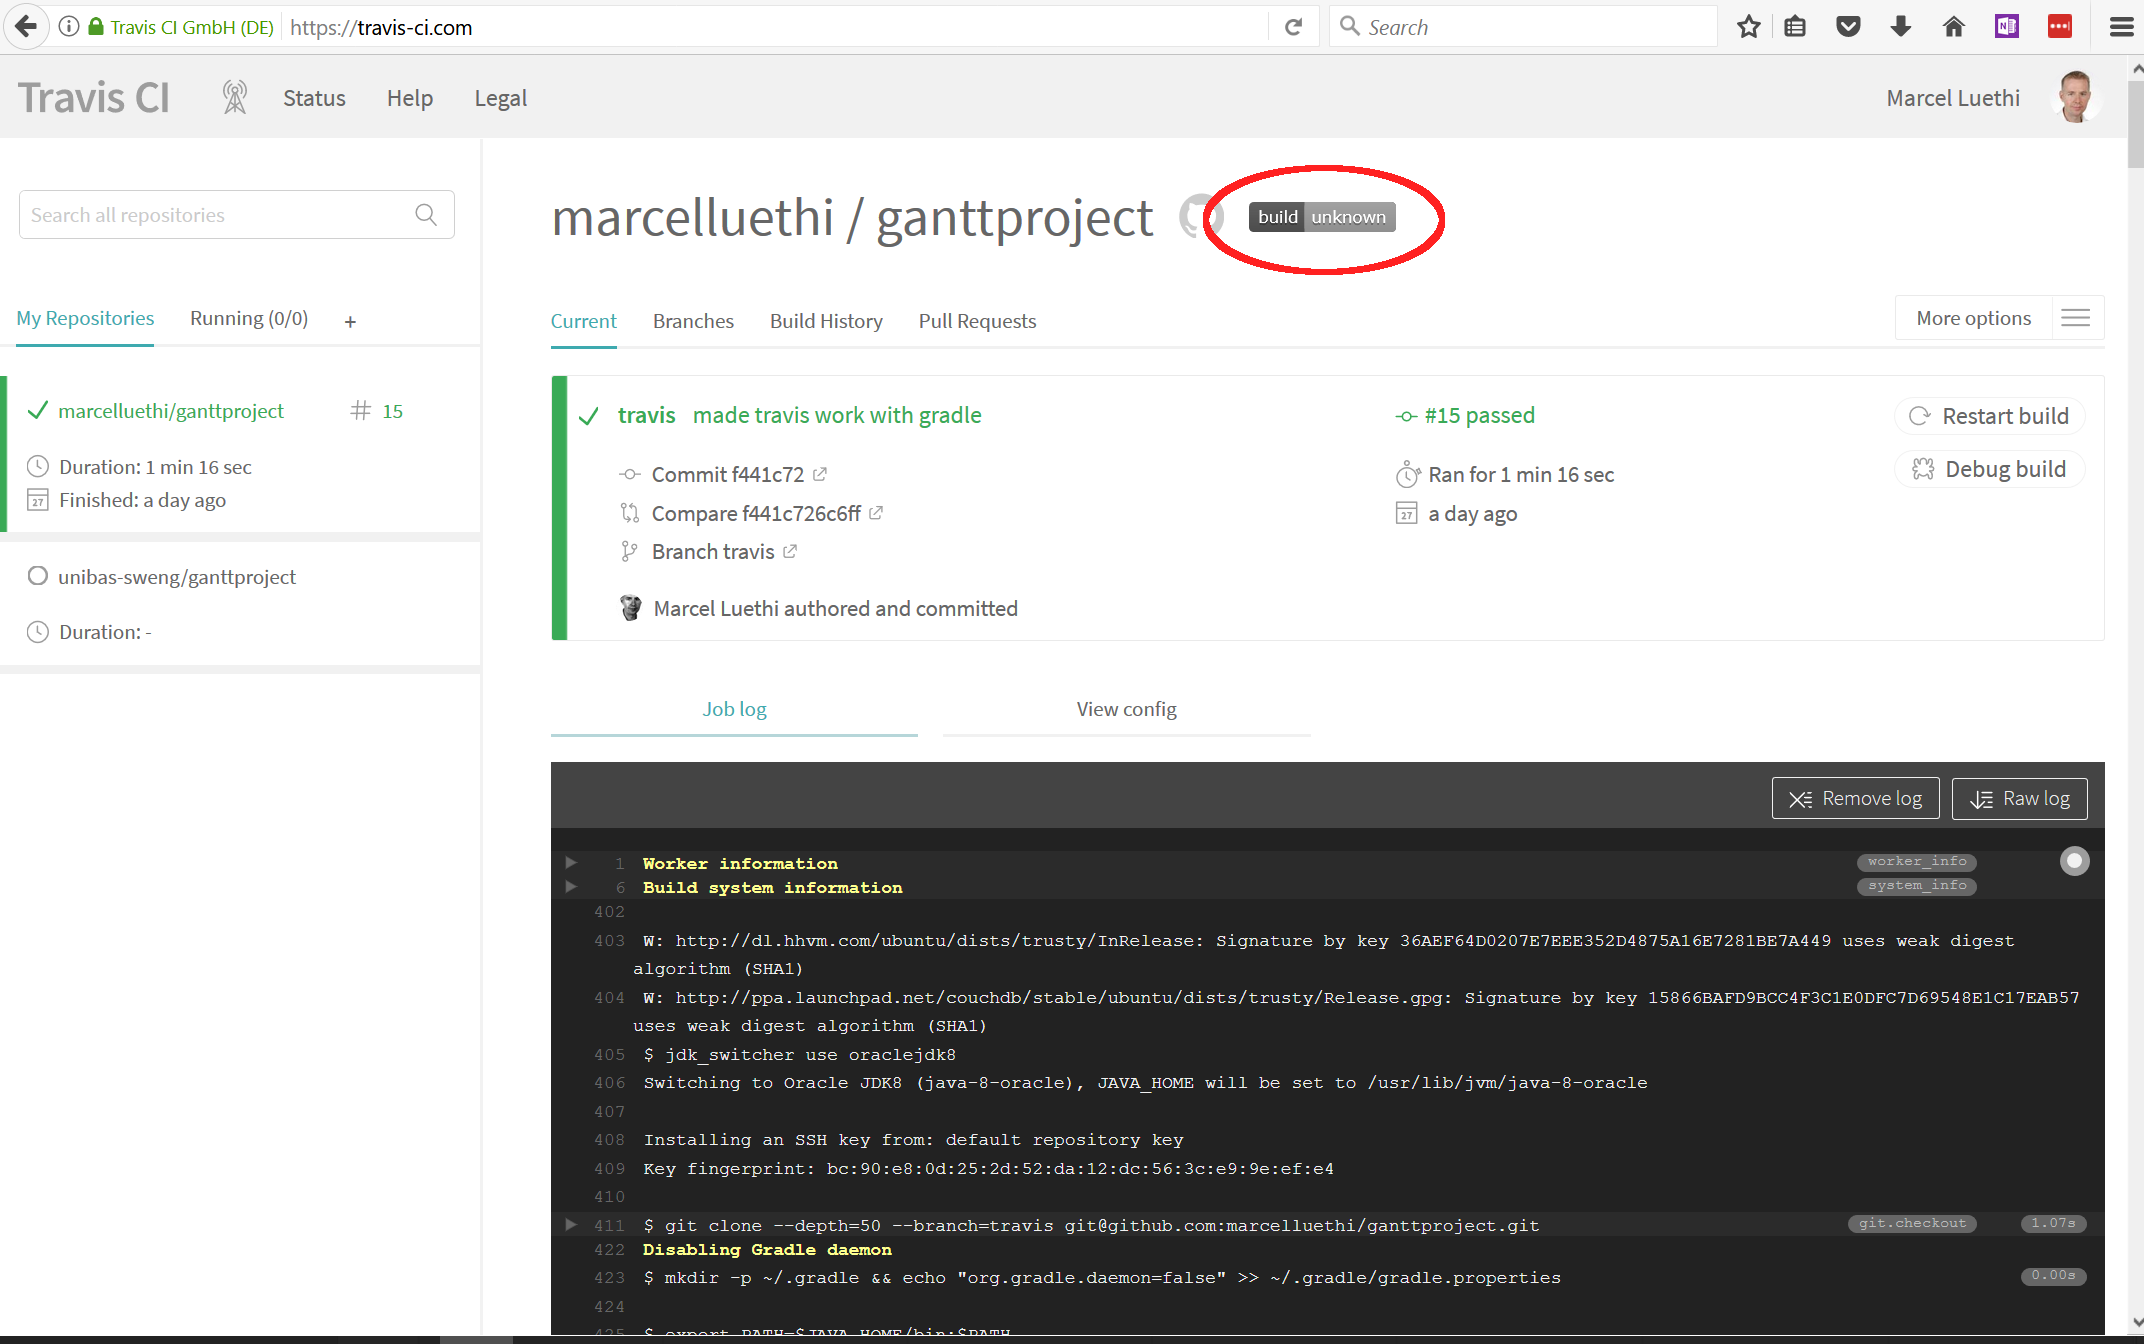 Travis CI GmbH (DE) https://travis-ci.com Search
Travis CI Status Help Legal Marcel Luethi
Search all repositories
marcelluethi / ganttproject build unknown
My Repositories Running (0/0) +
Current Branches Build History Pull Requests More options
marcelluethi/ganttproject # 15
Duration: 1 min 16 sec
27 Finished: a day ago
unibas-sweng/ganttproject
Duration: -
travis made travis work with gradle #15 passed Restart build
Commit f441c72 Ran for 1 min 16 sec Debug build
Compare f441c726c6ff 27 a day ago
Branch travis
Marcel Luethi authored and committed
Job log View config
Remove log Raw log
1 Worker information worker_info
6 Build system information system_info
402
403 W: http://dl.hhvm.com/ubuntu/dists/trusty/InRelease: Signature by key 36AEF64D0207E7EEE352D4875A16E7281BE7A449 uses weak digest
algorithm (SHA1)
404 W: http://ppa.launchpad.net/couchdb/stable/ubuntu/dists/trusty/Release.gpg: Signature by key 15866BAFD9BCC4F3C1E0DFC7D69548E1C17EAB57
uses weak digest algorithm (SHA1)
405 $ jdk_switcher use oraclejdk8
406 Switching to Oracle JDK8 (java-8-oracle), JAVA_HOME will be set to /usr/lib/jvm/java-8-oracle
407
408 Installing an SSH key from: default repository key
409 Key fingerprint: bc:90:e8:0d:25:2d:52:da:12:dc:56:3c:e9:9e:ef:e4
410
411 $ git clone --depth=50 --branch=travis git@github.com:marcelluethi/ganttproject.git git.checkout 1.07s
422 Disabling Gradle daemon
423 $ mkdir -p ~/.gradle && echo "org.gradle.daemon=false" >> ~/.gradle/gradle.properties 0.00s
424
425 $ export PATH=$JAVA_HOME/bin:$PATH